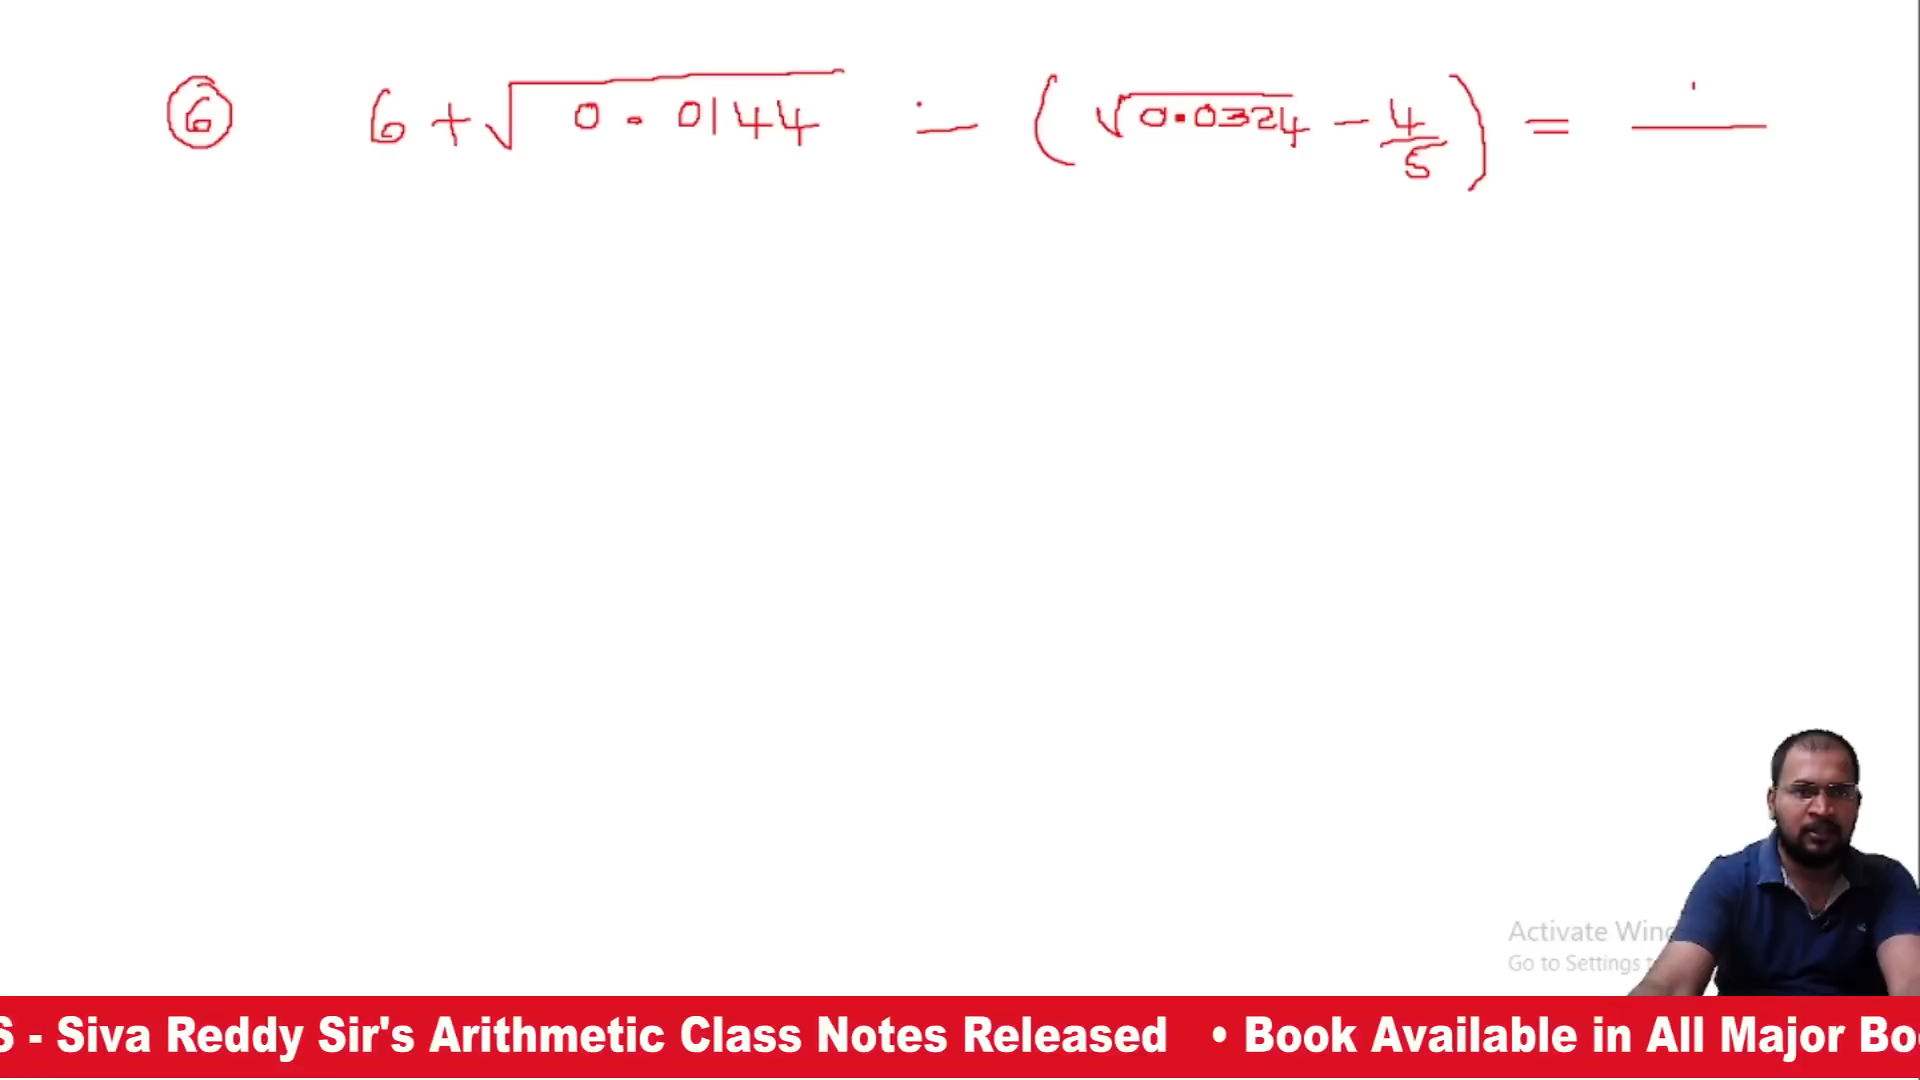 ⑥ 6 + √0.0144 ÷ (√0.0324 - 4/5) = ___
Activate Win
Go to Settings t
S - Siva Reddy Sir's Arithmetic Class Notes Released • Book Available in All Major Bo